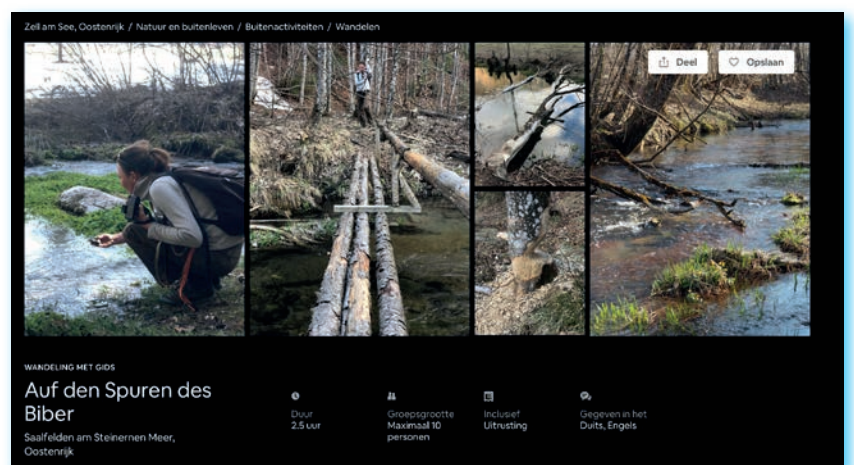 Zell am See, Oostenrijk / Natuur en buitenleven / Buitenactiviteiten / Wandelen
Deel
Opslaan
WANDELING MET GIDS
Auf den Spuren des
Biber
Saalfelden am Steinernen Meer,
Oostenrijk
Duur
2.5 uur
Groepsgrootte
Maximaal 10
personen
Inclusief
Uitrusting
Gegeven in het
Duits, Engels